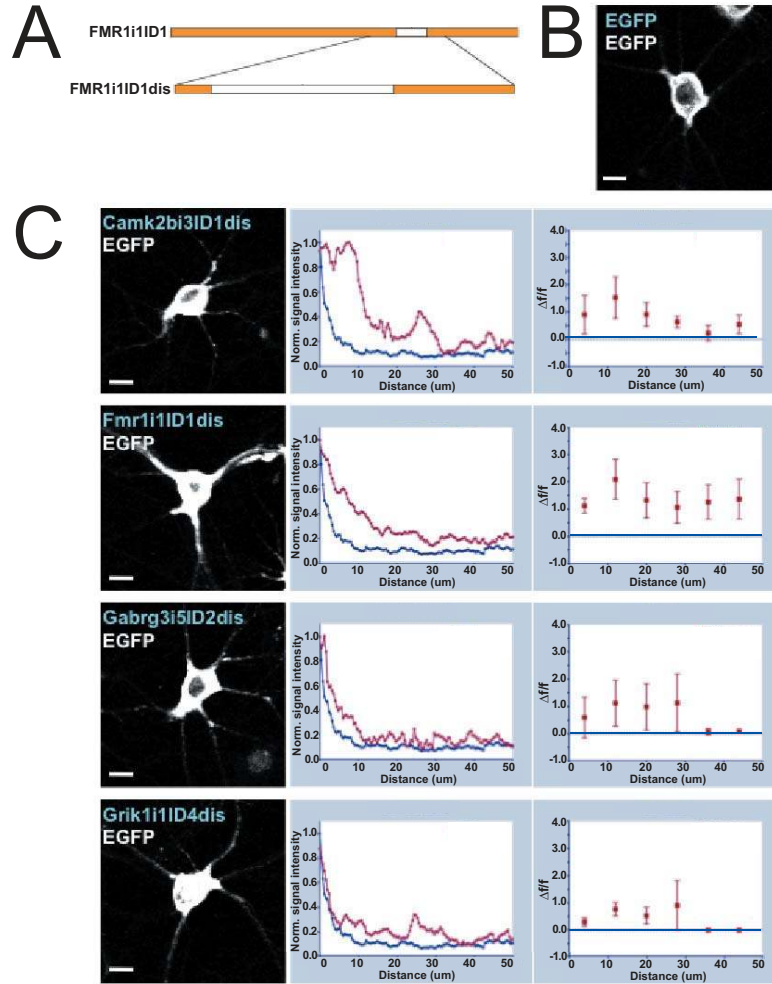 A
FMR1i1ID1
FMR1i1ID1dis
B
EGFP
EGFP
C
Camk2bi3ID1dis
EGFP
Norm. signal intensity
1.0
0.8
0.6
0.4
0.2
0.0
0 10 20 30 40 50
Distance (um)
Δf/f
4.0
3.0
2.0
1.0
0.0
-1.0
0 10 20 30 40 50
Distance (um)
Fmr1i1ID1dis
EGFP
Norm. signal intensity
1.0
0.8
0.6
0.4
0.2
0.0
0 10 20 30 40 50
Distance (um)
Δf/f
4.0
3.0
2.0
1.0
0.0
-1.0
0 10 20 30 40 50
Distance (um)
Gabrg3i5ID2dis
EGFP
Norm. signal intensity
1.0
0.8
0.6
0.4
0.2
0.0
0 10 20 30 40 50
Distance (um)
Δf/f
4.0
3.0
2.0
1.0
0.0
-1.0
0 10 20 30 40 50
Distance (um)
Grik1i1ID4dis
EGFP
Norm. signal intensity
1.0
0.8
0.6
0.4
0.2
0.0
0 10 20 30 40 50
Distance (um)
Δf/f
4.0
3.0
2.0
1.0
0.0
-1.0
0 10 20 30 40 50
Distance (um)